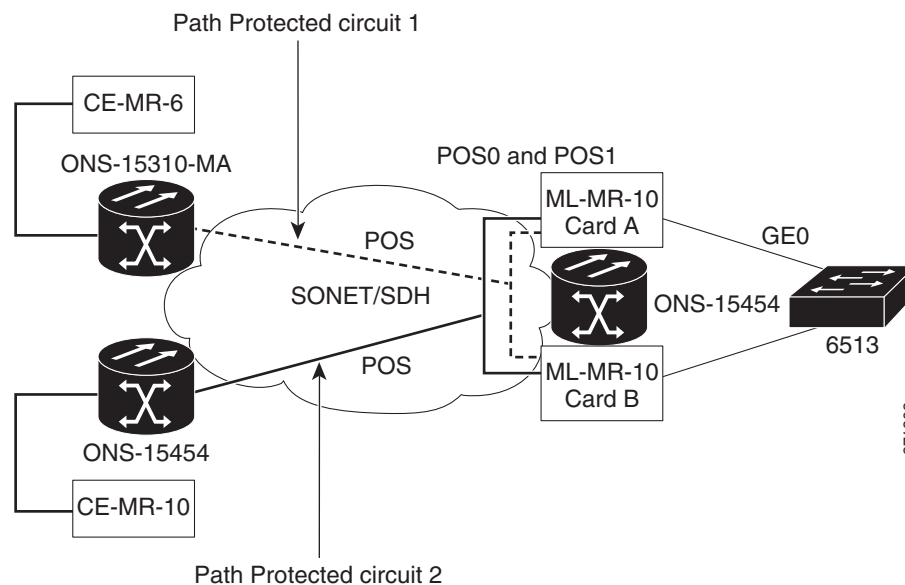 Path Protected circuit 1
CE-MR-6
ONS-15310-MA
POS0 and POS1
ML-MR-10
Card A
POS
GE0
SONET/SDH
ONS-15454
6513
POS
ML-MR-10
Card B
ONS-15454
CE-MR-10
Path Protected circuit 2